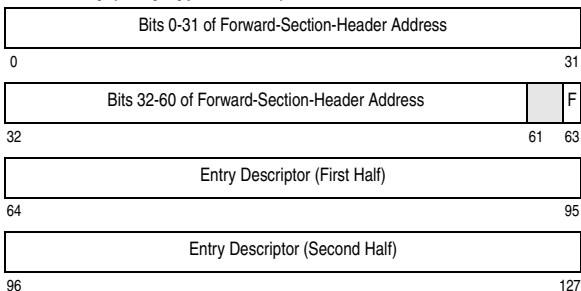 Bits 0-31 of Forward-Section-Header Address
0 31
Bits 32-60 of Forward-Section-Header Address F
32 61 63
Entry Descriptor (First Half)
64 95
Entry Descriptor (Second Half)
96 127